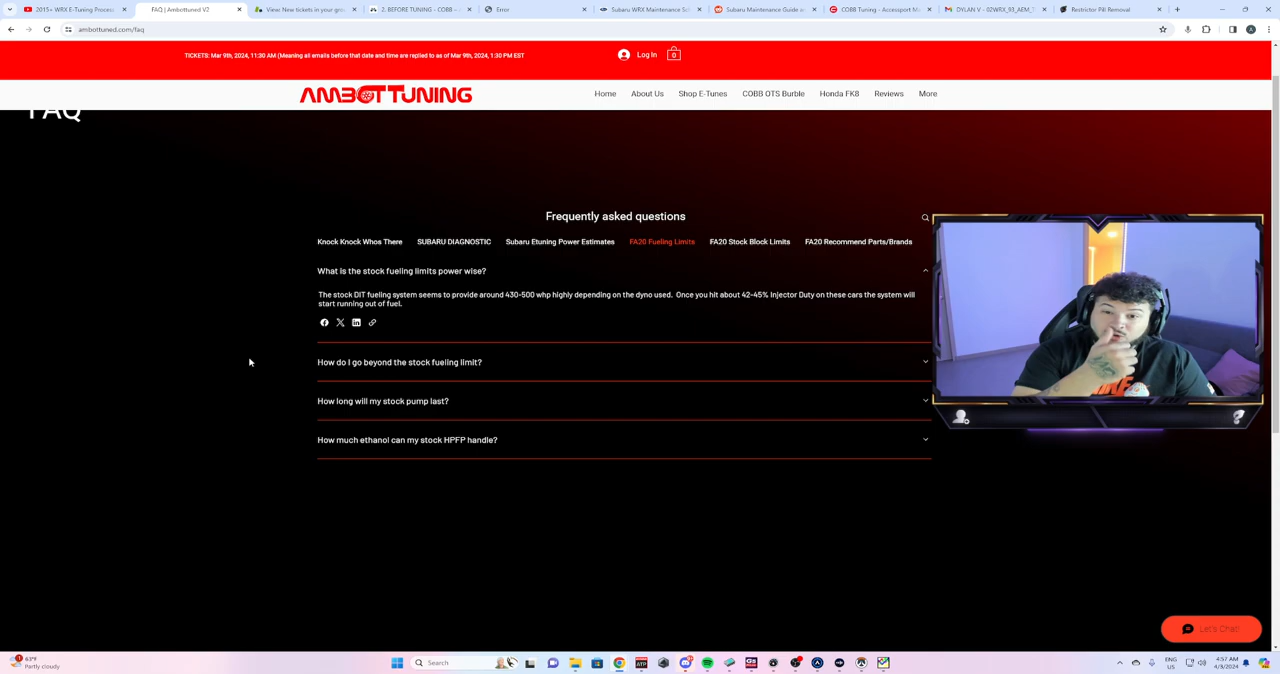 2015+ WRX E-Tuning Process
FAQ | Ambottuned V2
View: New tickets in your grou
2: BEFORE TUNING - COBB -
Error
Subaru WRX Maintenance Sc
Subaru Maintenance Guide
COBB Tuning - Accessport M
DYLAN V - 02WRX_93_AEM_
Restrictor Pill Removal
ambottuned.com/faq
TICKETS: Mar 9th, 2024, 11:30 AM (Meaning all emails before that date and time are replied to as of Mar 9th, 2024, 1:30 PM EST
Log In
0
AMBOTTUNING
Home About Us Shop E-Tunes COBB OTS Burble Honda FK8 Reviews More
FAQ
Frequently asked questions
Knock Knock Whos There SUBARU DIAGNOSTIC Subaru Etuning Power Estimates FA20 Fueling Limits FA20 Stock Block Limits FA20 Recommend Parts/Brands
What is the stock fueling limits power wise?
The stock DIT fueling system seems to provide around 430-500 whp highly depending on the dyno used. Once you hit about 42-45% Injector Duty on these cars the system will
start running out of fuel.
How do I go beyond the stock fueling limit?
How long will my stock pump last?
How much ethanol can my stock HPFP handle?
Let's Chat!
63°F
Partly cloudy
Search
ENG
US
4:57 AM
4/3/2024